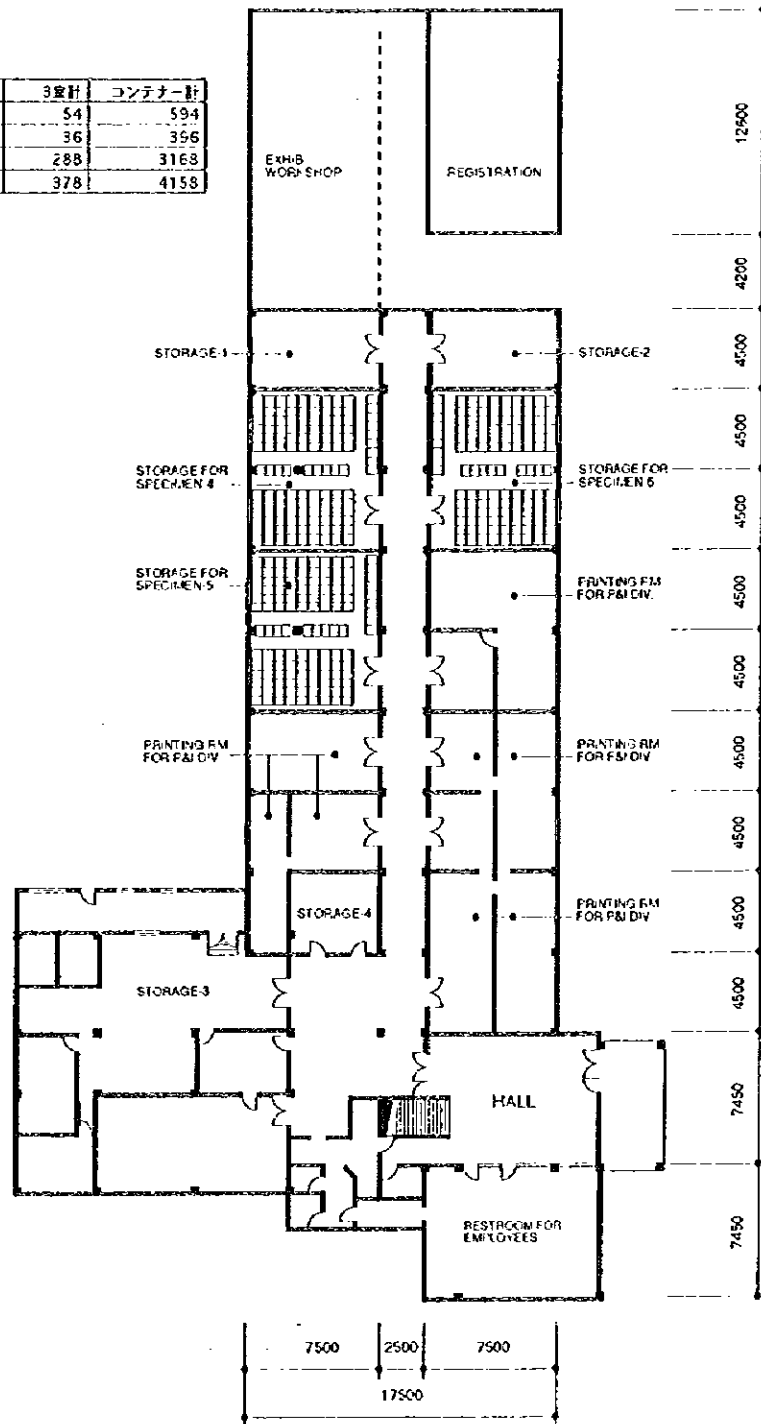 3室計 コンテナー計
54 594
36 396
288 3168
378 4158
EXHIB
WORKSHOP
REGISTRATION
12600
4200
STORAGE-1
STORAGE-2
4500
4500
STORAGE FOR
SPECIMEN-4
STORAGE FOR
SPECIMEN-6
4500
STORAGE FOR
SPECIMEN-5
PRINTING RM
FOR P&I DIV.
4500
4500
PRINTING RM
FOR P&I DIV
PRINTING RM
FOR P&I DIV
4500
4500
STORAGE-4
PRINTING RM
FOR P&I DIV
4500
STORAGE-3
4500
HALL
7450
RESTROOM FOR
EMPLOYEES
7450
7500 2500 7500
17500